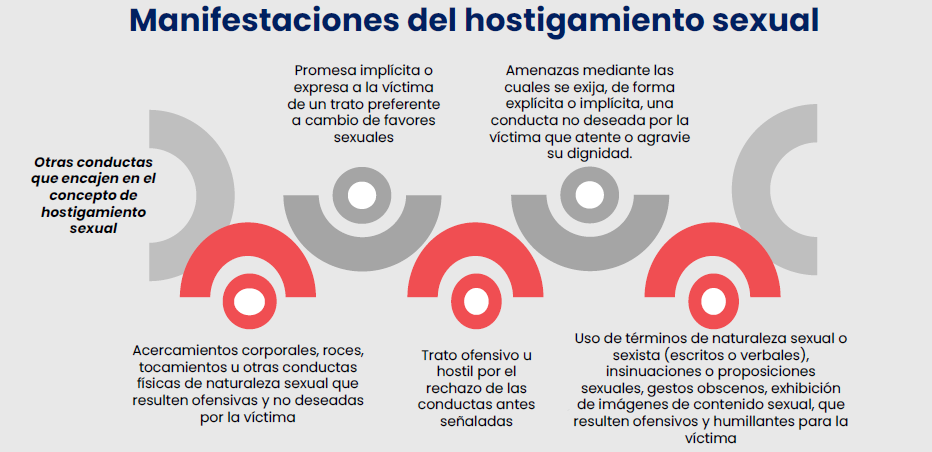 Manifestaciones del hostigamiento sexual
Promesa implícita o
expresa a la víctima
de un trato preferente
a cambio de favores
sexuales
Amenazas mediante las
cuales se exija, de forma
explícita o implícita, una
conducta no deseada por la
víctima que atente o agravie
su dignidad.
Otras conductas
que encajen en el
concepto de
hostigamiento
sexual
Acercamientos corporales, roces,
tocamientos u otras conductas
físicas de naturaleza sexual que
resulten ofensivas y no deseadas
por la víctima
Trato ofensivo u
hostil por el
rechazo de las
conductas antes
señaladas
Uso de términos de naturaleza sexual o
sexista (escritos o verbales),
insinuaciones o proposiciones
sexuales, gestos obscenos, exhibición
de imágenes de contenido sexual, que
resulten ofensivos y humillantes para la
víctima